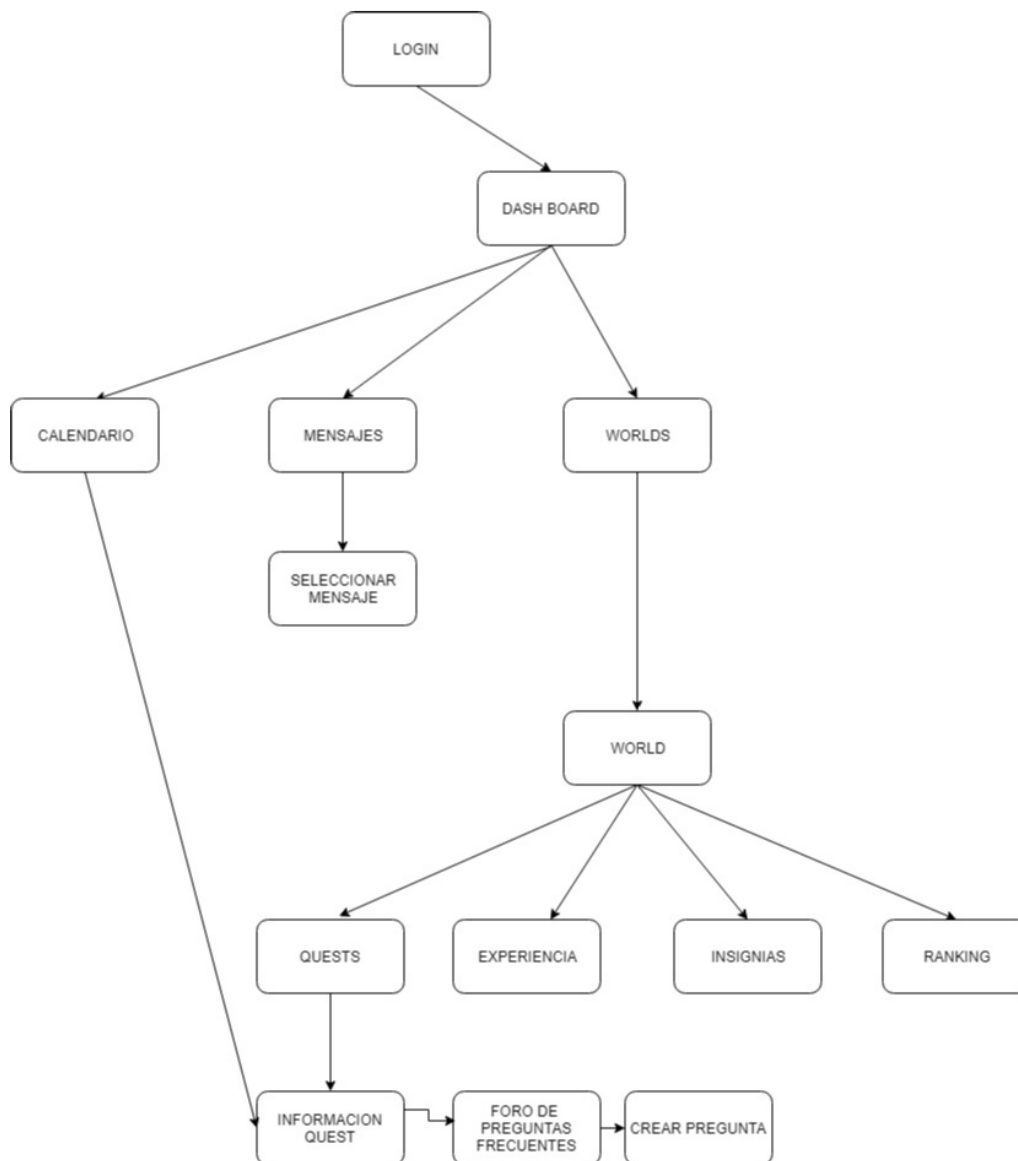 LOGIN
DASH BOARD
CALENDARIO
MENSAJES
WORLDS
SELECCIONAR
MENSAJE
WORLD
QUESTS
EXPERIENCIA
INSIGNIAS
RANKING
INFORMACION
QUEST
FORO DE
PREGUNTAS
FRECUENTES
CREAR PREGUNTA